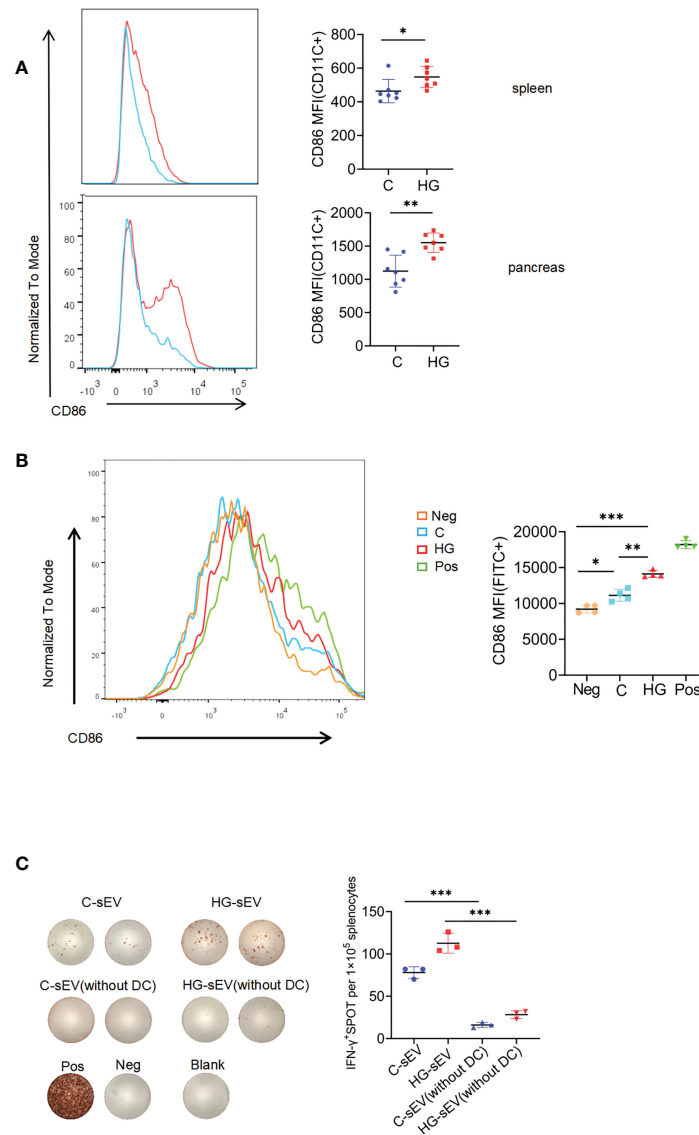 A
Normalized To Mode
100
80
60
40
20
0
-10³ 0 10³ 10⁴ 10⁵
CD86
CD86 MFI(CD11C+)
800
600
400
200
0
*
C HG
spleen
CD86 MFI(CD11C+)
2000
1500
1000
500
0
**
C HG
pancreas
B
Normalized To Mode
100
80
60
40
20
0
-10³ 0 10³ 10⁴ 10⁵
CD86
Neg
C
HG
Pos
CD86 MFI(FITC+)
20000
15000
10000
5000
0
***
* **
Neg C HG Pos
C
C-sEV HG-sEV
C-sEV(without DC) HG-sEV(without DC)
Pos Neg Blank
IFN-γ⁺SPOT per 1×10⁵ splenocytes
150
100
50
0
***
***
C-sEV
HG-sEV
C-sEV(without DC)
HG-sEV(without DC)